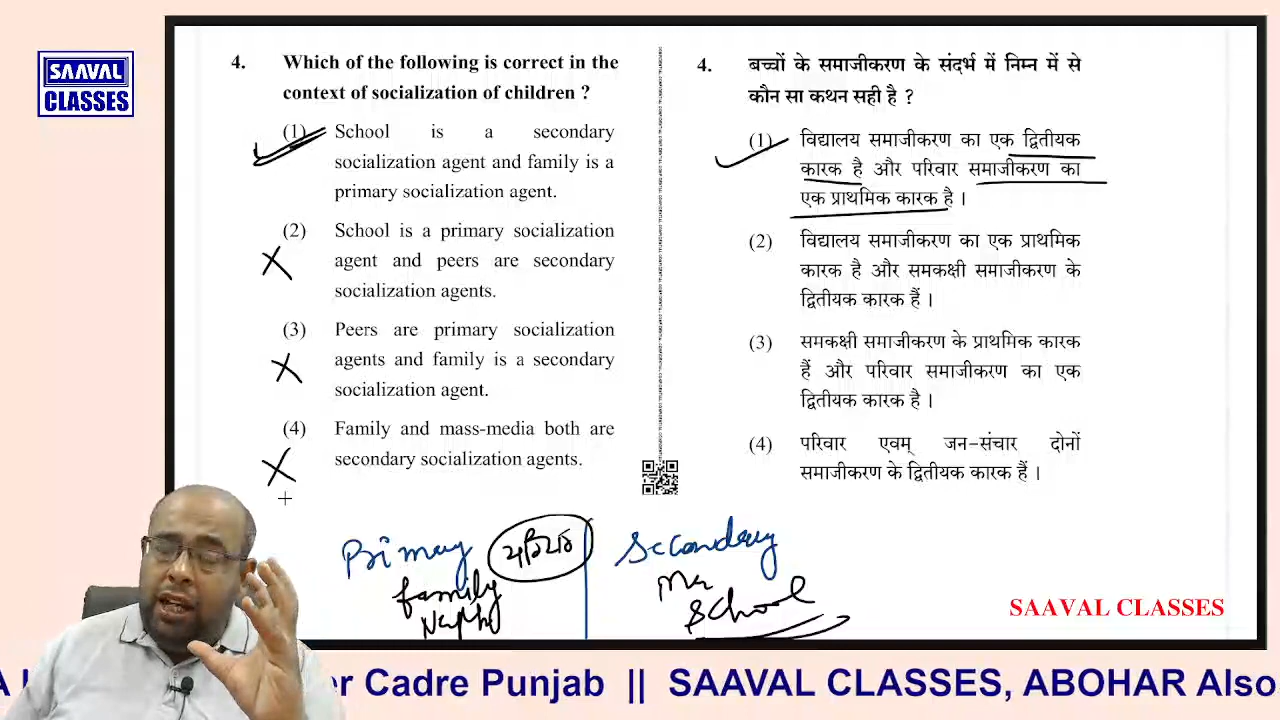 SAAVAL
CLASSES
4. Which of the following is correct in the
context of socialization of children ?
(1) School is a secondary
socialization agent and family is a
primary socialization agent.
(2) School is a primary socialization
agent and peers are secondary
socialization agents.
(3) Peers are primary socialization
agents and family is a secondary
socialization agent.
(4) Family and mass-media both are
secondary socialization agents.
4. बच्चों के समाजीकरण के संदर्भ में निम्न में से
कौन सा कथन सही है ?
(1) विद्यालय समाजीकरण का एक द्वितीयक
कारक है और परिवार समाजीकरण का
एक प्राथमिक कारक है ।
(2) विद्यालय समाजीकरण का एक प्राथमिक
कारक है और समकक्षी समाजीकरण के
द्वितीयक कारक हैं ।
(3) समकक्षी समाजीकरण के प्राथमिक कारक
हैं और परिवार समाजीकरण का एक
द्वितीयक कारक है ।
(4) परिवार एवम् जन-संचार दोनों
समाजीकरण के द्वितीयक कारक हैं ।
Primary परिवार Secondary
family
School
SAAVAL CLASSES
er Cadre Punjab || SAAVAL CLASSES, ABOHAR Also